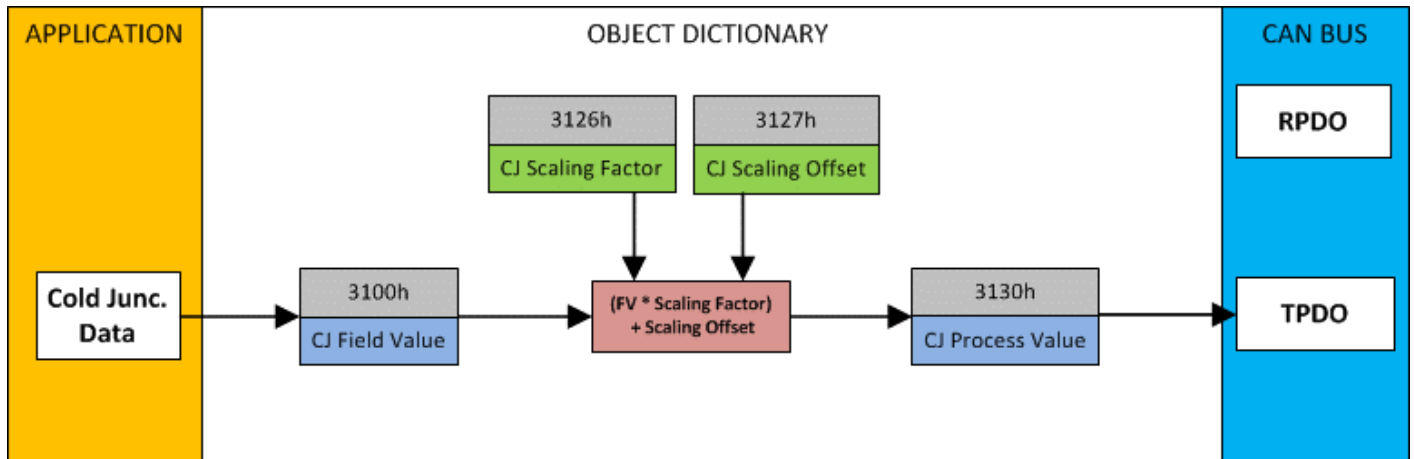 APPLICATION
OBJECT DICTIONARY
CAN BUS
3126h
CJ Scaling Factor
3127h
CJ Scaling Offset
RPDO
Cold Junc.
Data
3100h
CJ Field Value
(FV * Scaling Factor)
+ Scaling Offset
3130h
CJ Process Value
TPDO